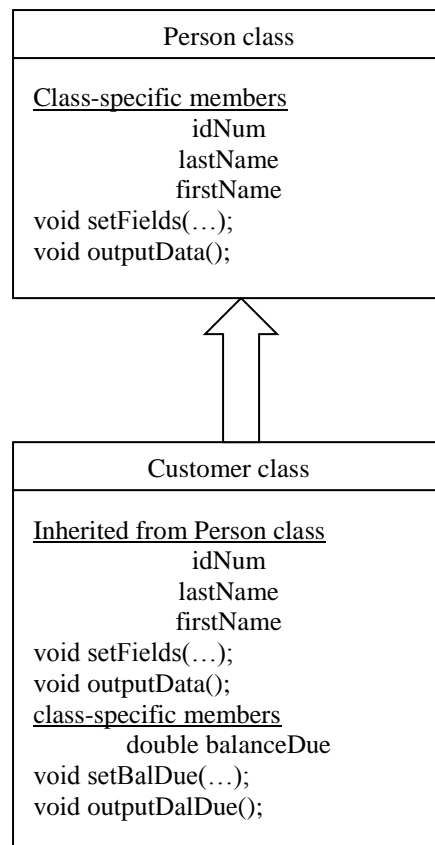 Person class
Class-specific members
idNum
lastName
firstName
void setFields(…);
void outputData();
Customer class
Inherited from Person class
idNum
lastName
firstName
void setFields(…);
void outputData();
class-specific members
double balanceDue
void setBalDue(…);
void outputDalDue();